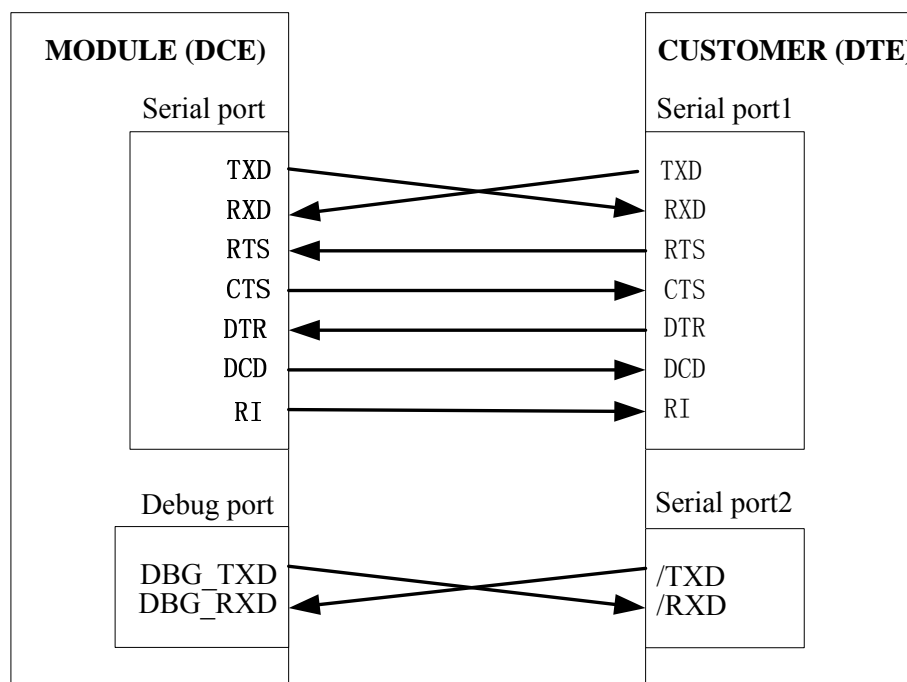 MODULE (DCE)
CUSTOMER (DTE)
Serial port
Serial port1
TXD
TXD
RXD
RXD
RTS
RTS
CTS
CTS
DTR
DTR
DCD
DCD
RI
RI
Debug port
Serial port2
DBG_TXD
/TXD
DBG_RXD
/RXD